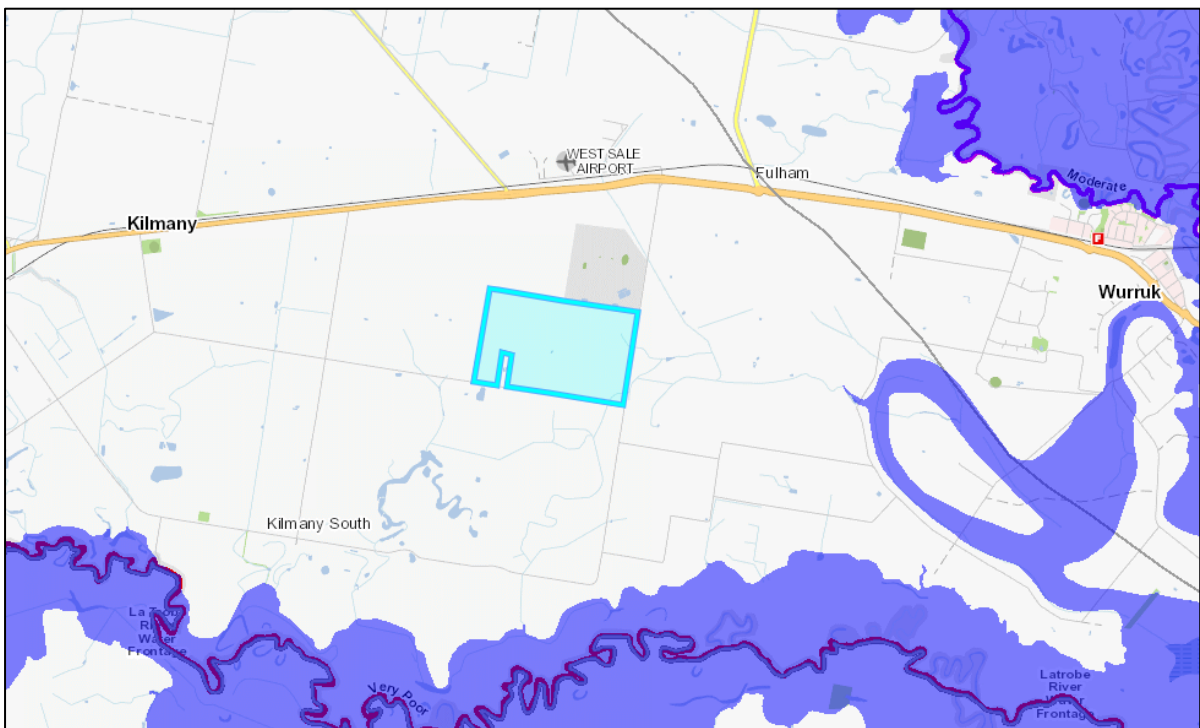 WEST SALE
AIRPORT
Fulham
Moderate
Kilmany
P
Wurruk
Kilmany South
La Trobe
River
Water
Frontage
Very Poor
Latrobe
River
Water
Frontage